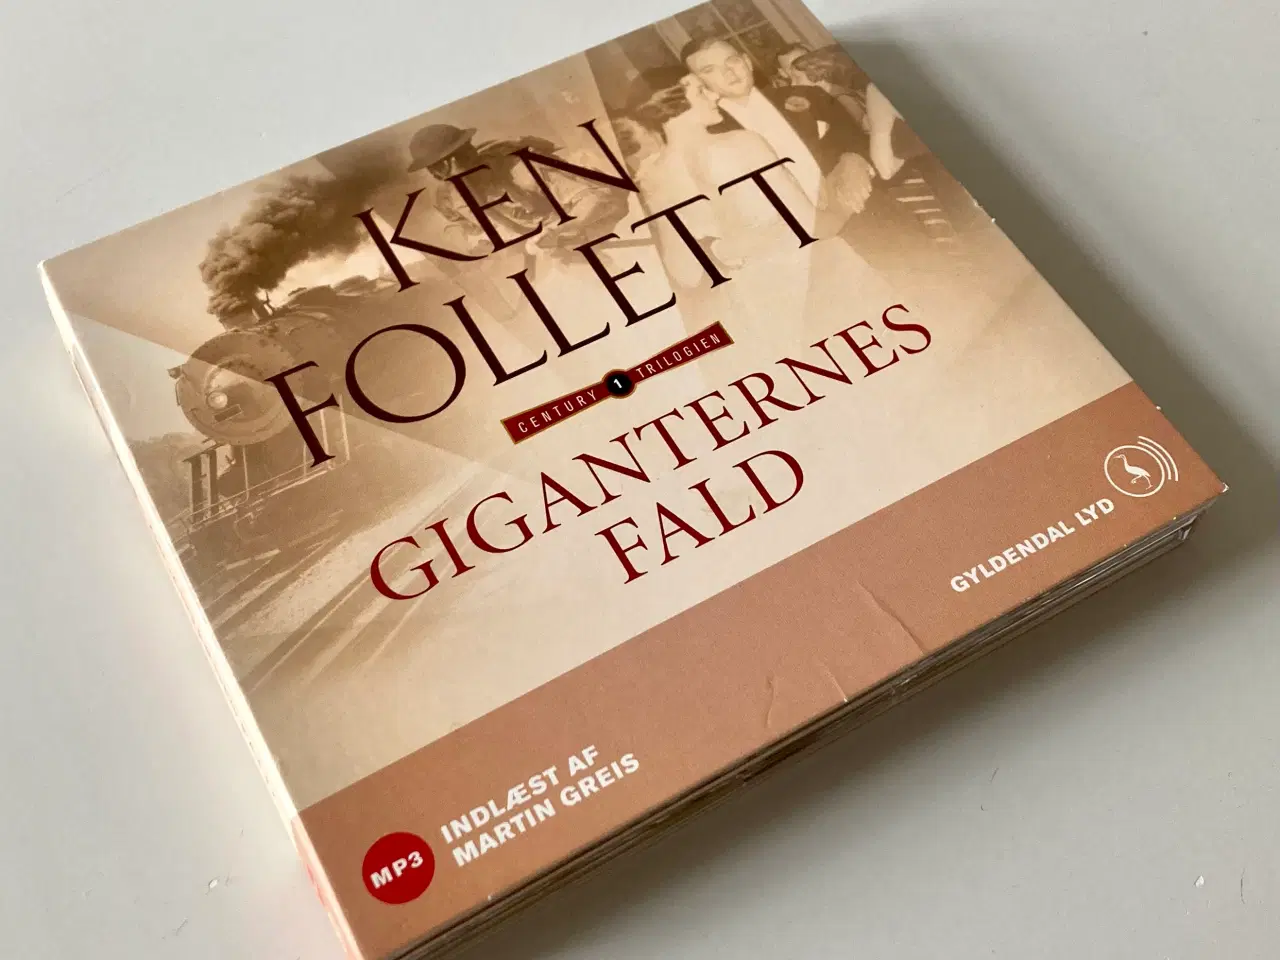 KEN
FOLLETT
CENTURY 1 TRILOGIEN
GIGANTERNES
FALD
GYLDENDAL LYD
MP3
INDLÆST AF
MARTIN GREIS